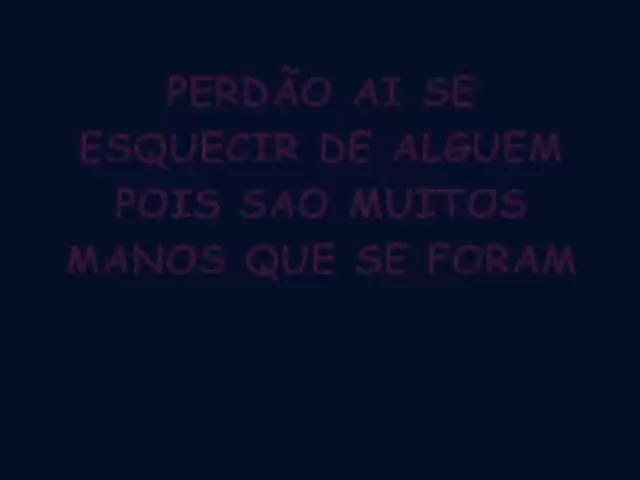 PERDÃO AI SE
ESQUECIR DE ALGUEM
POIS SAO MUITOS
MANOS QUE SE FORAM